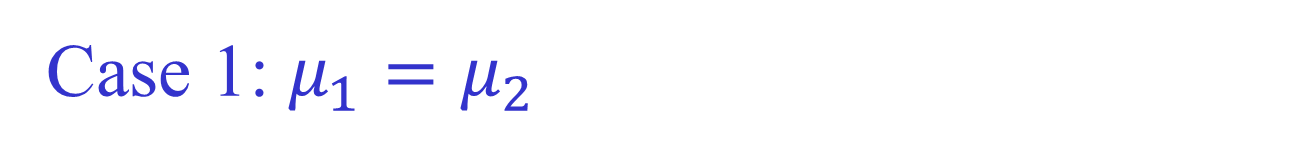 Case 1: μ₁ = μ₂